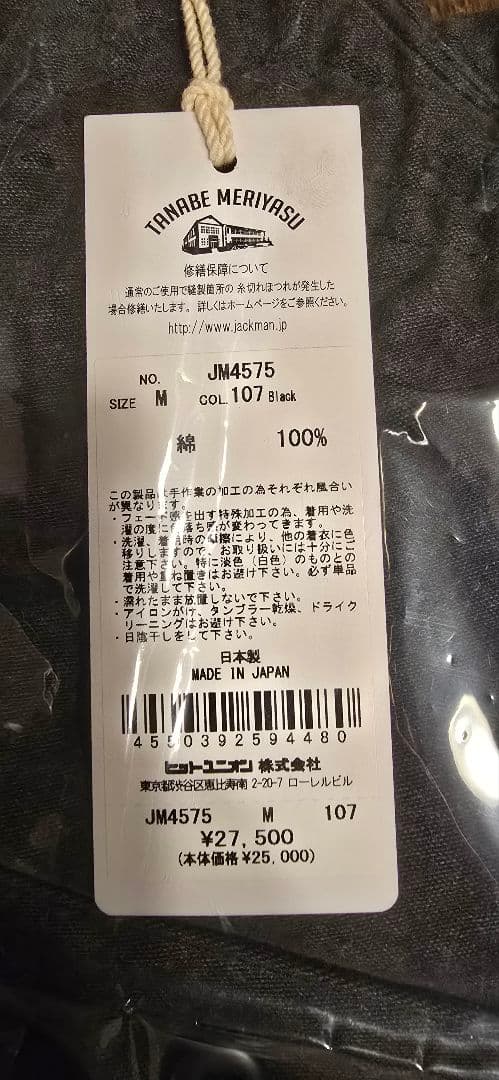 TANABE MERIYASU
修繕保障について
通常のご使用で縫製箇所の 糸切れほつれが発生した
場合修繕いたします。 詳しくはホームページをご参照ください。
http://www.jackman.jp
NO. JM4575
SIZE M COL. 107 Black
綿 100%
この製品は手作業の加工の為それぞれ風合い
が異なります。
・フェード感を出す特殊加工の為、着用や洗
濯の度に色落ち感が変わってきます。
・洗濯、着用時の摩擦により、他の着衣に色
移りしますので、お取り扱いには十分にご
注意下さい。特に淡色（白色）のものとの
着用や重ね置きはお避け下さい。必ず単品
で洗濯して下さい。
・濡れたまま放置しないで下さい。
・アイロンがけ、タンブラー乾燥、ドライク
リーニングはお避け下さい。
・日陰干しをして下さい。
日本製
MADE IN JAPAN
4550392594480
ヒットユニオン 株式会社
東京都渋谷区恵比寿南 2-20-7 ローレルビル
JM4575 M 107
¥27,500
(本体価格¥25,000)